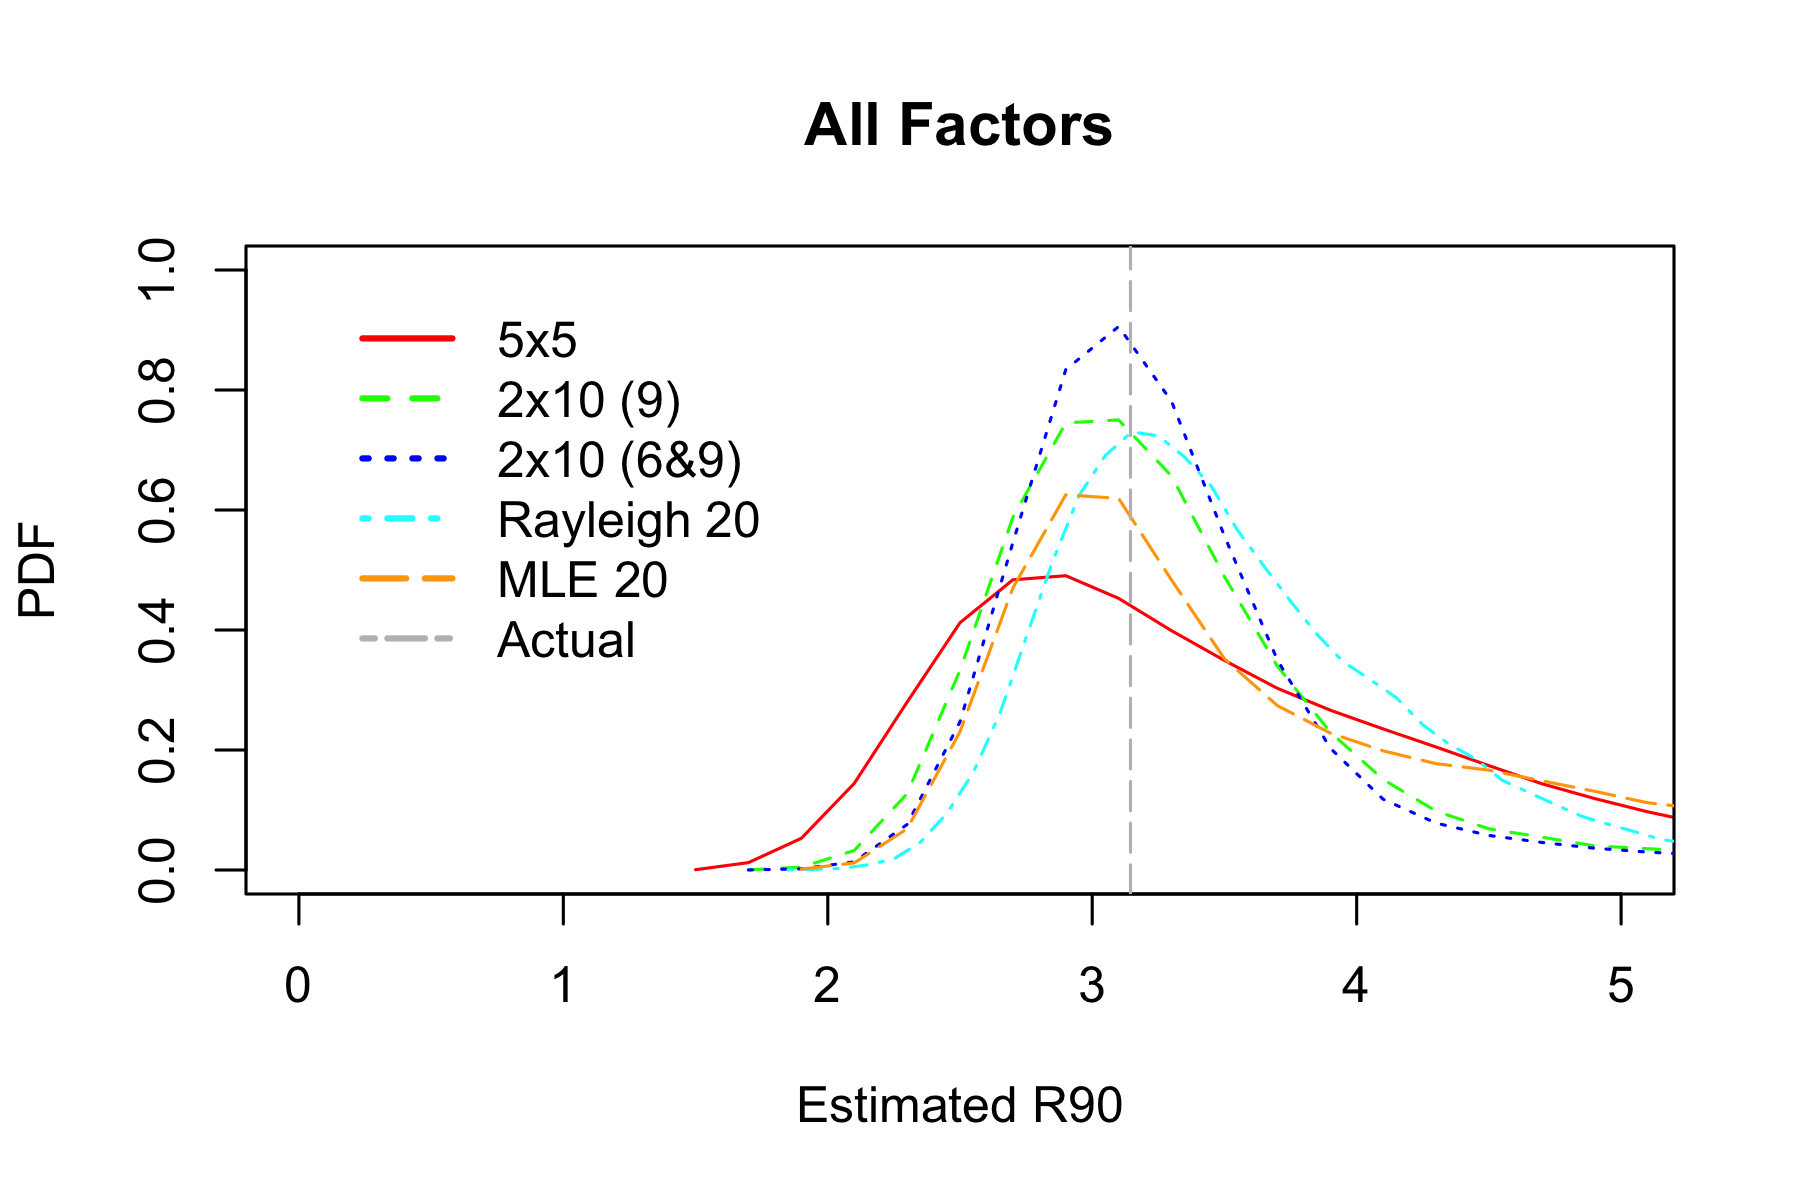 All Factors
PDF
1.0
0.8
0.6
0.4
0.2
0.0
5x5
2x10 (9)
2x10 (6&9)
Rayleigh 20
MLE 20
Actual
0 1 2 3 4 5
Estimated R90